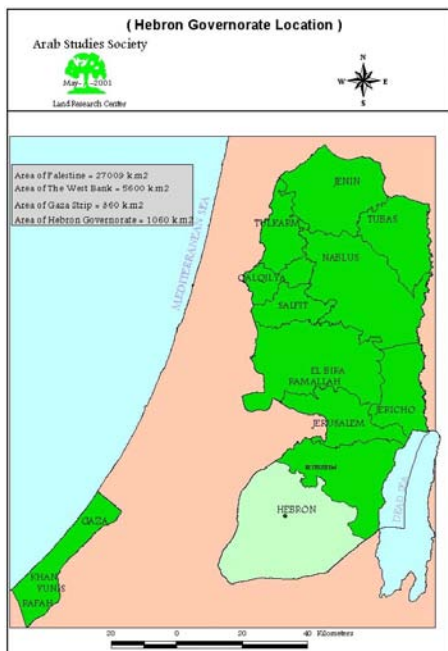 ( Hebron Governorate Location )
Arab Studies Society
May- -2001
Land Research Center
N
W E
S
Area of Palestine = 27009 km2
Area of The West Bank = 5600 km2
Area of Gaza Strip = 360 km2
Area of Hebron Governorate = 1060 km2
MEDITERRANEAN SEA
JENIN
TUBAS
TULKARM
NABLUS
QALQILYA
SALFIT
EL BIRA
RAMALLAH
JERICHO
JERUSALEM
HEBRON
DEAD SEA
GAZA
KHAN
YUNIS
RAFAH
20 0 20 40 Kilometers